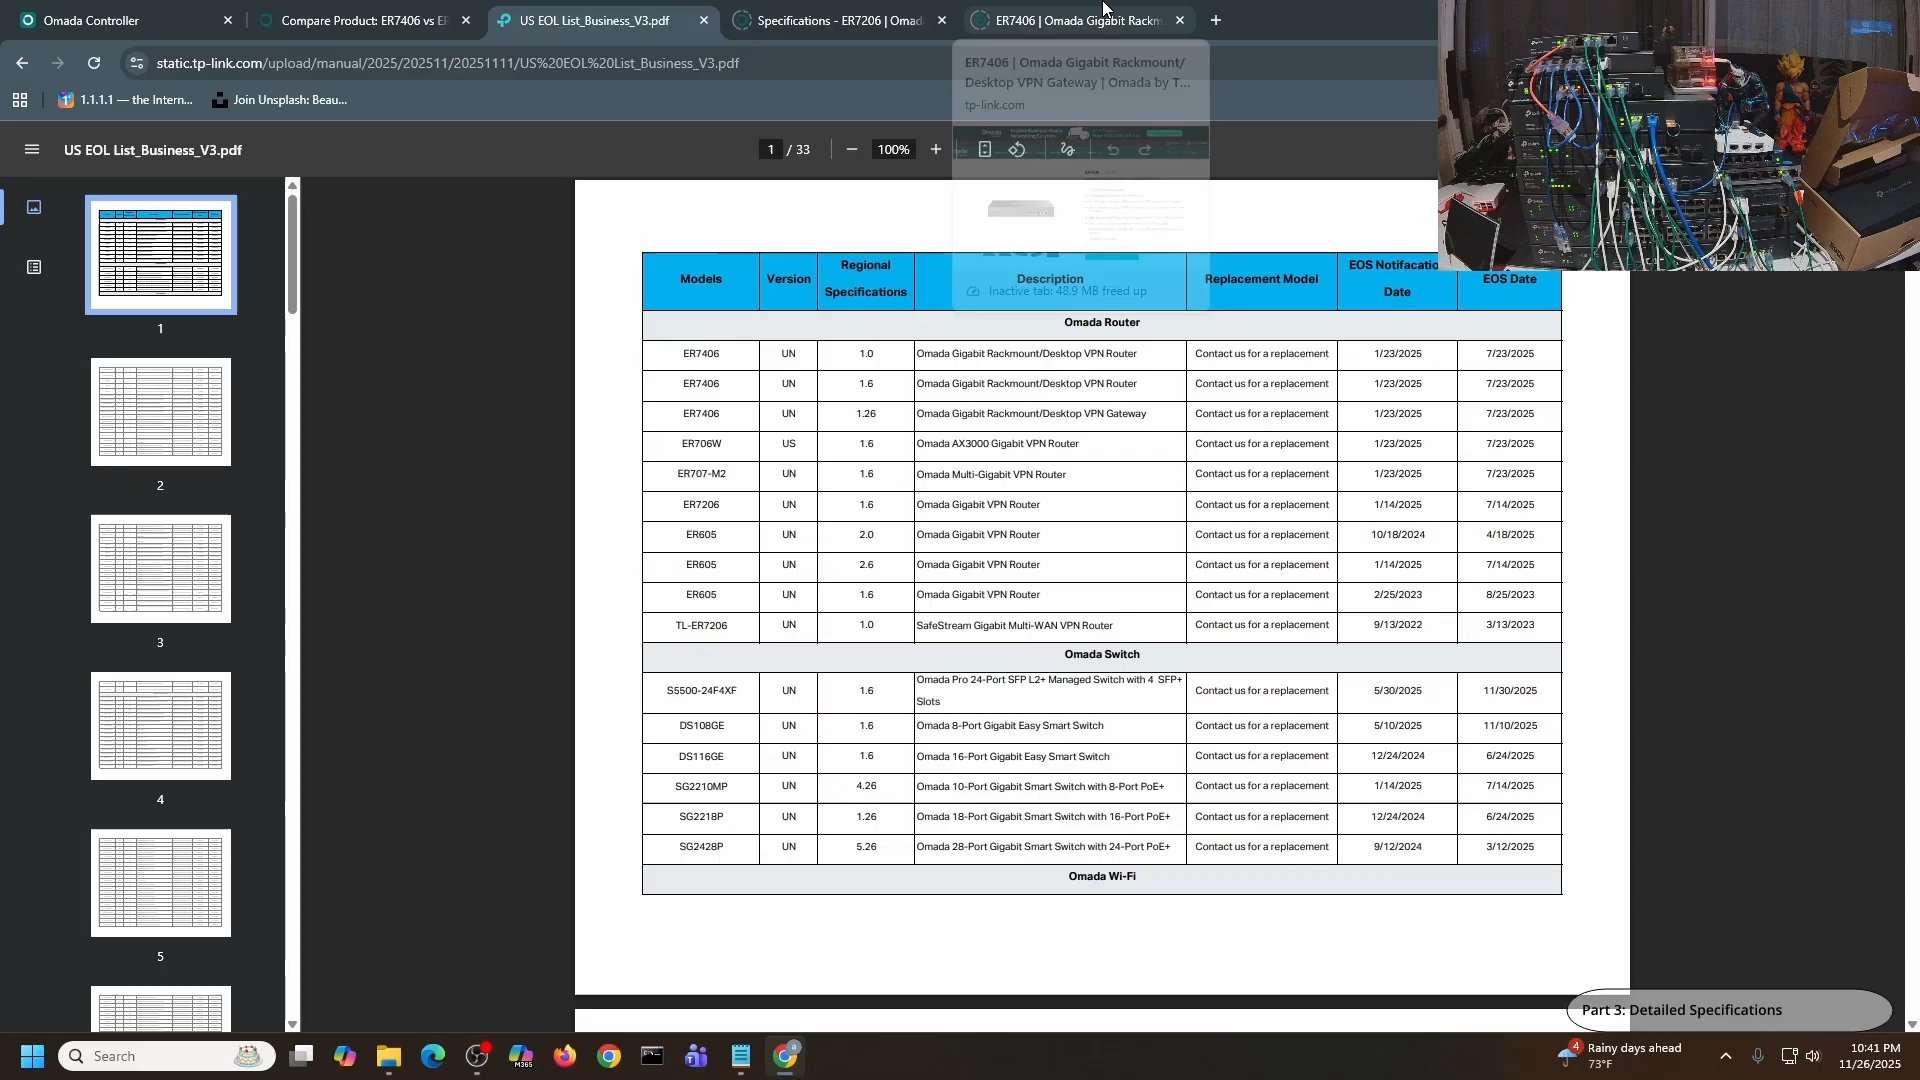 Omada Controller
Compare Product: ER7406 vs ER
US EOL List_Business_V3.pdf
Specifications - ER7206 | Omad
ER7406 | Omada Gigabit Rackm
static.tp-link.com/upload/manual/2025/202511/20251111/US%20EOL%20List_Business_V3.pdf
1.1.1.1 — the Intern...
Join Unsplash: Beau...
ER7406 | Omada Gigabit Rackmount/
Desktop VPN Gateway | Omada by T...
tp-link.com
Inactive tab: 48.9 MB freed up
US EOL List_Business_V3.pdf
1 / 33
100%
1
2
3
4
5
Models Version Regional Specifications Description Replacement Model EOS Notifacatio Date EOS Date
Omada Router
ER7406 UN 1.0 Omada Gigabit Rackmount/Desktop VPN Router Contact us for a replacement 1/23/2025 7/23/2025
ER7406 UN 1.6 Omada Gigabit Rackmount/Desktop VPN Router Contact us for a replacement 1/23/2025 7/23/2025
ER7406 UN 1.26 Omada Gigabit Rackmount/Desktop VPN Gateway Contact us for a replacement 1/23/2025 7/23/2025
ER706W US 1.6 Omada AX3000 Gigabit VPN Router Contact us for a replacement 1/23/2025 7/23/2025
ER707-M2 UN 1.6 Omada Multi-Gigabit VPN Router Contact us for a replacement 1/23/2025 7/23/2025
ER7206 UN 1.6 Omada Gigabit VPN Router Contact us for a replacement 1/14/2025 7/14/2025
ER605 UN 2.0 Omada Gigabit VPN Router Contact us for a replacement 10/18/2024 4/18/2025
ER605 UN 2.6 Omada Gigabit VPN Router Contact us for a replacement 1/14/2025 7/14/2025
ER605 UN 1.6 Omada Gigabit VPN Router Contact us for a replacement 2/25/2023 8/25/2023
TL-ER7206 UN 1.0 SafeStream Gigabit Multi-WAN VPN Router Contact us for a replacement 9/13/2022 3/13/2023
Omada Switch
S5500-24F4XF UN 1.6 Omada Pro 24-Port SFP L2+ Managed Switch with 4 SFP+ Slots Contact us for a replacement 5/30/2025 11/30/2025
DS108GE UN 1.6 Omada 8-Port Gigabit Easy Smart Switch Contact us for a replacement 5/10/2025 11/10/2025
DS116GE UN 1.6 Omada 16-Port Gigabit Easy Smart Switch Contact us for a replacement 12/24/2024 6/24/2025
SG2210MP UN 4.26 Omada 10-Port Gigabit Smart Switch with 8-Port PoE+ Contact us for a replacement 1/14/2025 7/14/2025
SG2218P UN 1.26 Omada 18-Port Gigabit Smart Switch with 16-Port PoE+ Contact us for a replacement 12/24/2024 6/24/2025
SG2428P UN 5.26 Omada 28-Port Gigabit Smart Switch with 24-Port PoE+ Contact us for a replacement 9/12/2024 3/12/2025
Omada Wi-Fi
Part 3: Detailed Specifications
Search
M365
4
Rainy days ahead
73°F
10:41 PM
11/26/2025